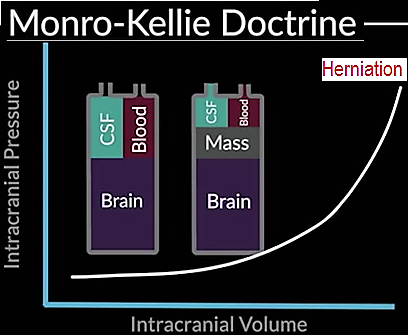 Monro-Kellie Doctrine
Herniation
Intracranial Pressure
CSF
Blood
Brain
CSF
Blood
Mass
Brain
Intracranial Volume